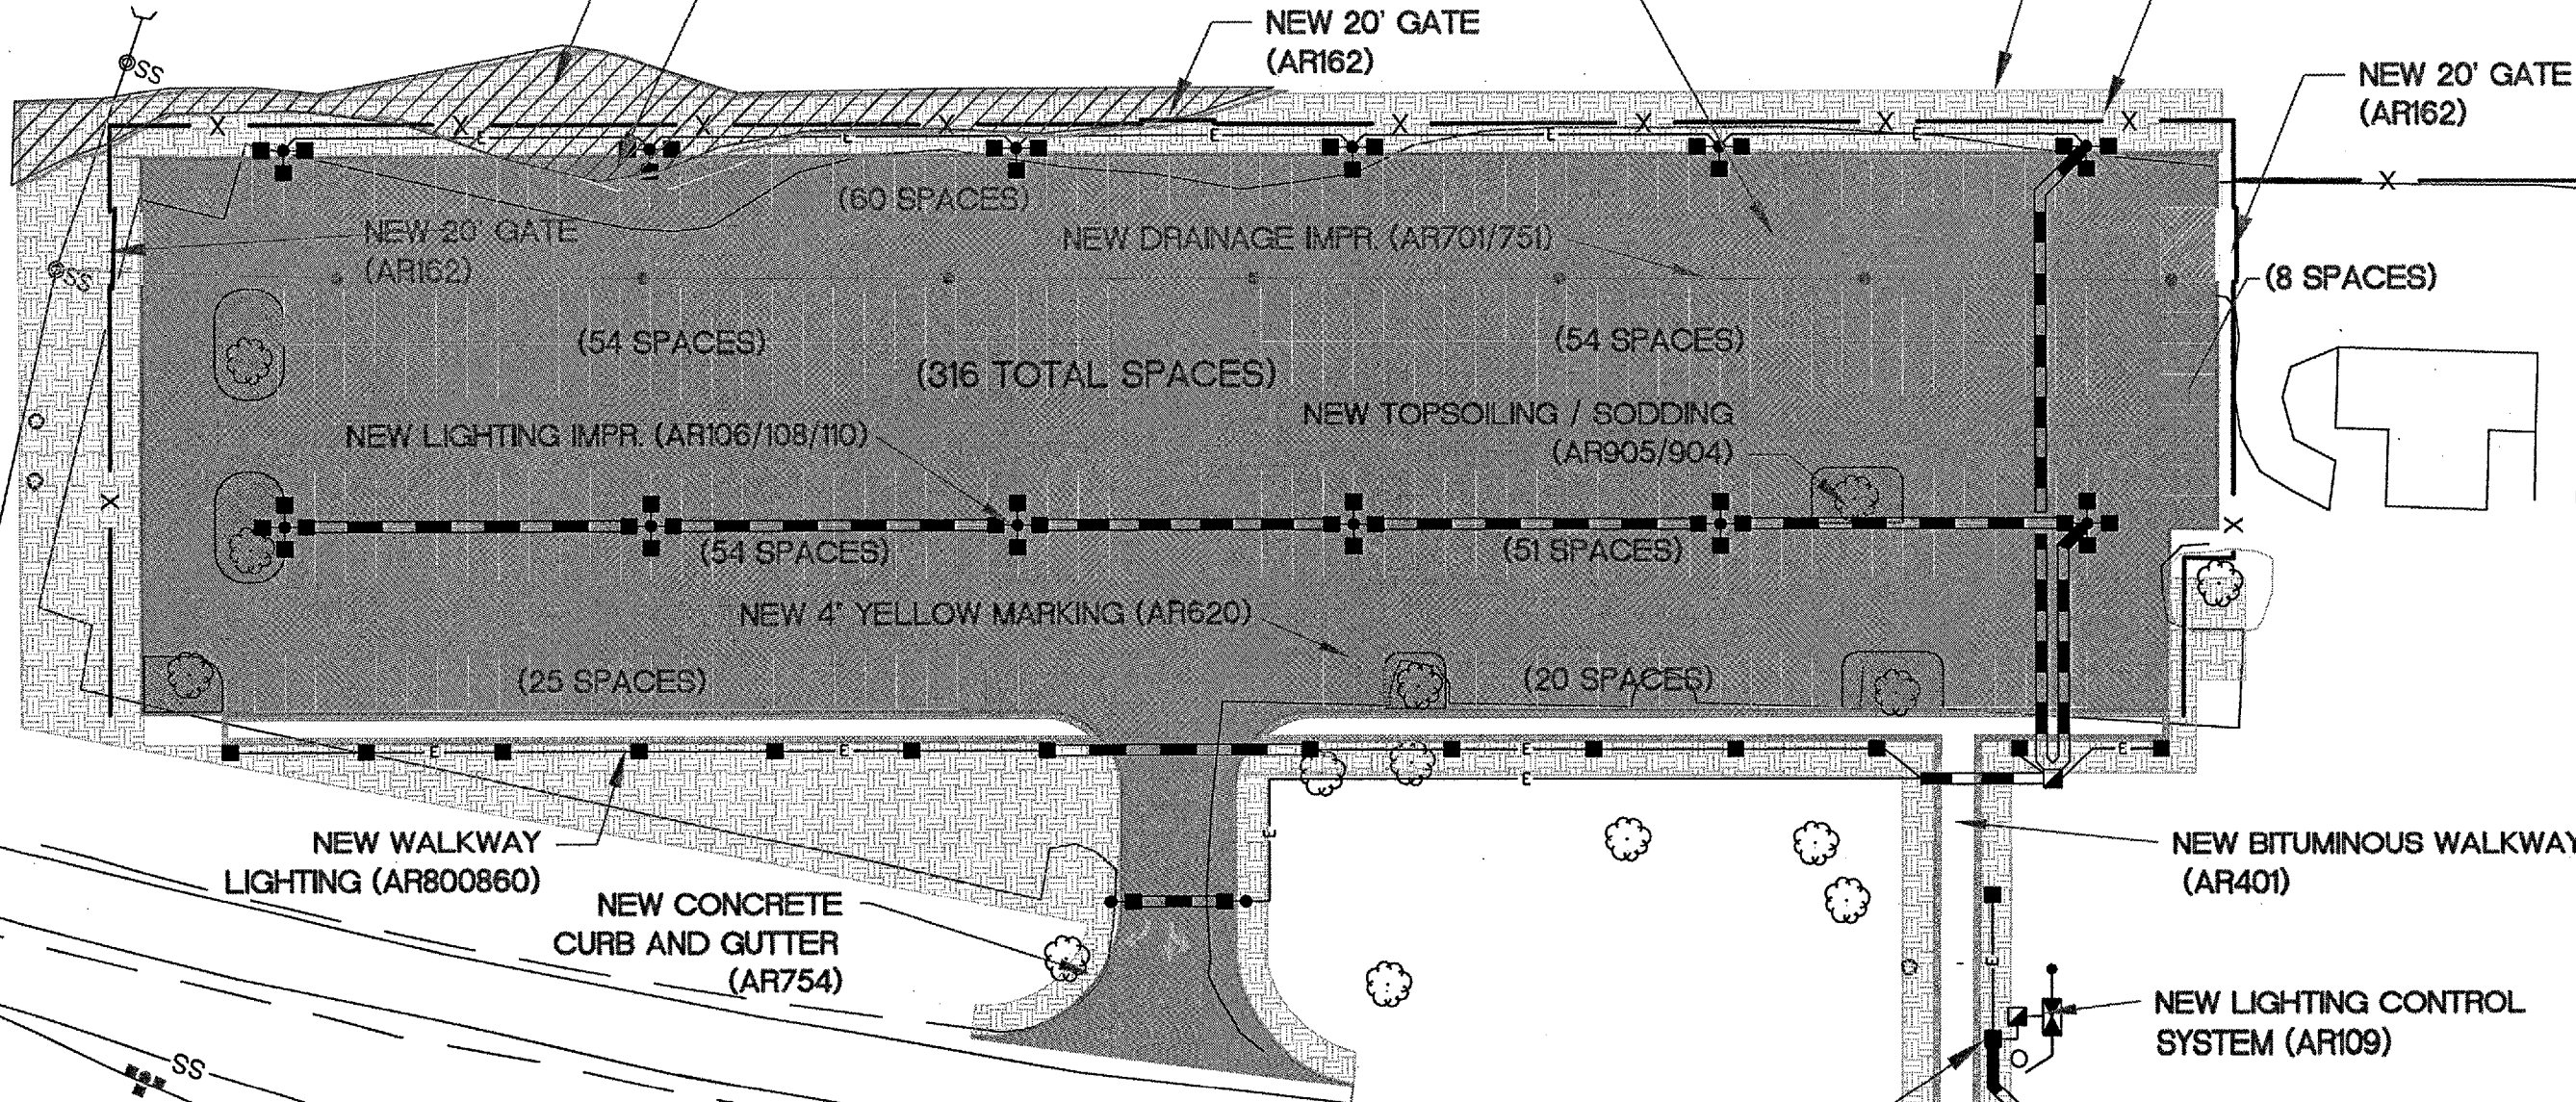 NEW 20' GATE
(AR162)
NEW 20' GATE
(AR162)
SS
X X X X X X X X
E E E E
(60 SPACES)
X
NEW 20' GATE
(AR162)
NEW DRAINAGE IMPR. (AR701/751)
SS
(8 SPACES)
(54 SPACES)
(54 SPACES)
(316 TOTAL SPACES)
NEW TOPSOILING / SODDING
(AR905/904)
NEW LIGHTING IMPR. (AR106/108/110)
X
X
(54 SPACES)
(51 SPACES)
NEW 4' YELLOW MARKING (AR620)
(25 SPACES)
(20 SPACES)
E E E E
E
E
NEW WALKWAY
LIGHTING (AR800860)
NEW BITUMINOUS WALKWAY
(AR401)
NEW CONCRETE
CURB AND GUTTER
(AR754)
E
NEW LIGHTING CONTROL
SYSTEM (AR109)
SS